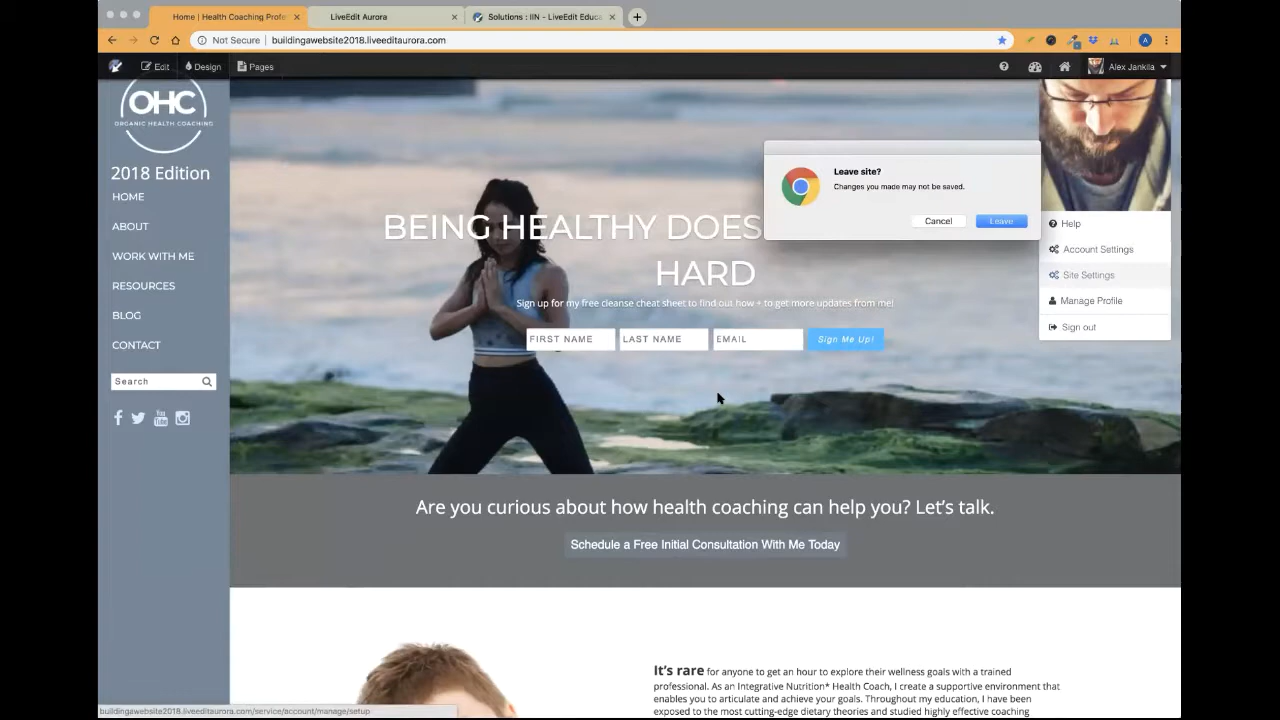 Home | Health Coaching Profe
LiveEdit Aurora
Solutions : IIN - LiveEdit Educa
Not Secure
buildingawebsite2018.liveeditaurora.com
Edit
Design
Pages
Alex Jankila
OHC
ORGANIC HEALTH COACHING
2018 Edition
HOME
ABOUT
WORK WITH ME
RESOURCES
BLOG
CONTACT
Search
You
Tube
BEING HEALTHY DOES
HARD
Sign up for my free cleanse cheat sheet to find out how + to get more updates from me!
FIRST NAME
LAST NAME
EMAIL
Sign Me Up!
Leave site?
Changes you made may not be saved.
Cancel
Leave
Help
Account Settings
Site Settings
Manage Profile
Sign out
Are you curious about how health coaching can help you? Let's talk.
Schedule a Free Initial Consultation With Me Today
It's rare for anyone to get an hour to explore their wellness goals with a trained
professional. As an Integrative Nutrition* Health Coach, I create a supportive environment that
enables you to articulate and achieve your goals. Throughout my education, I have been
exposed to the most cutting-edge dietary theories and studied highly effective coaching
buildingawebsite2018.liveeditaurora.com/service/account/manage/setup